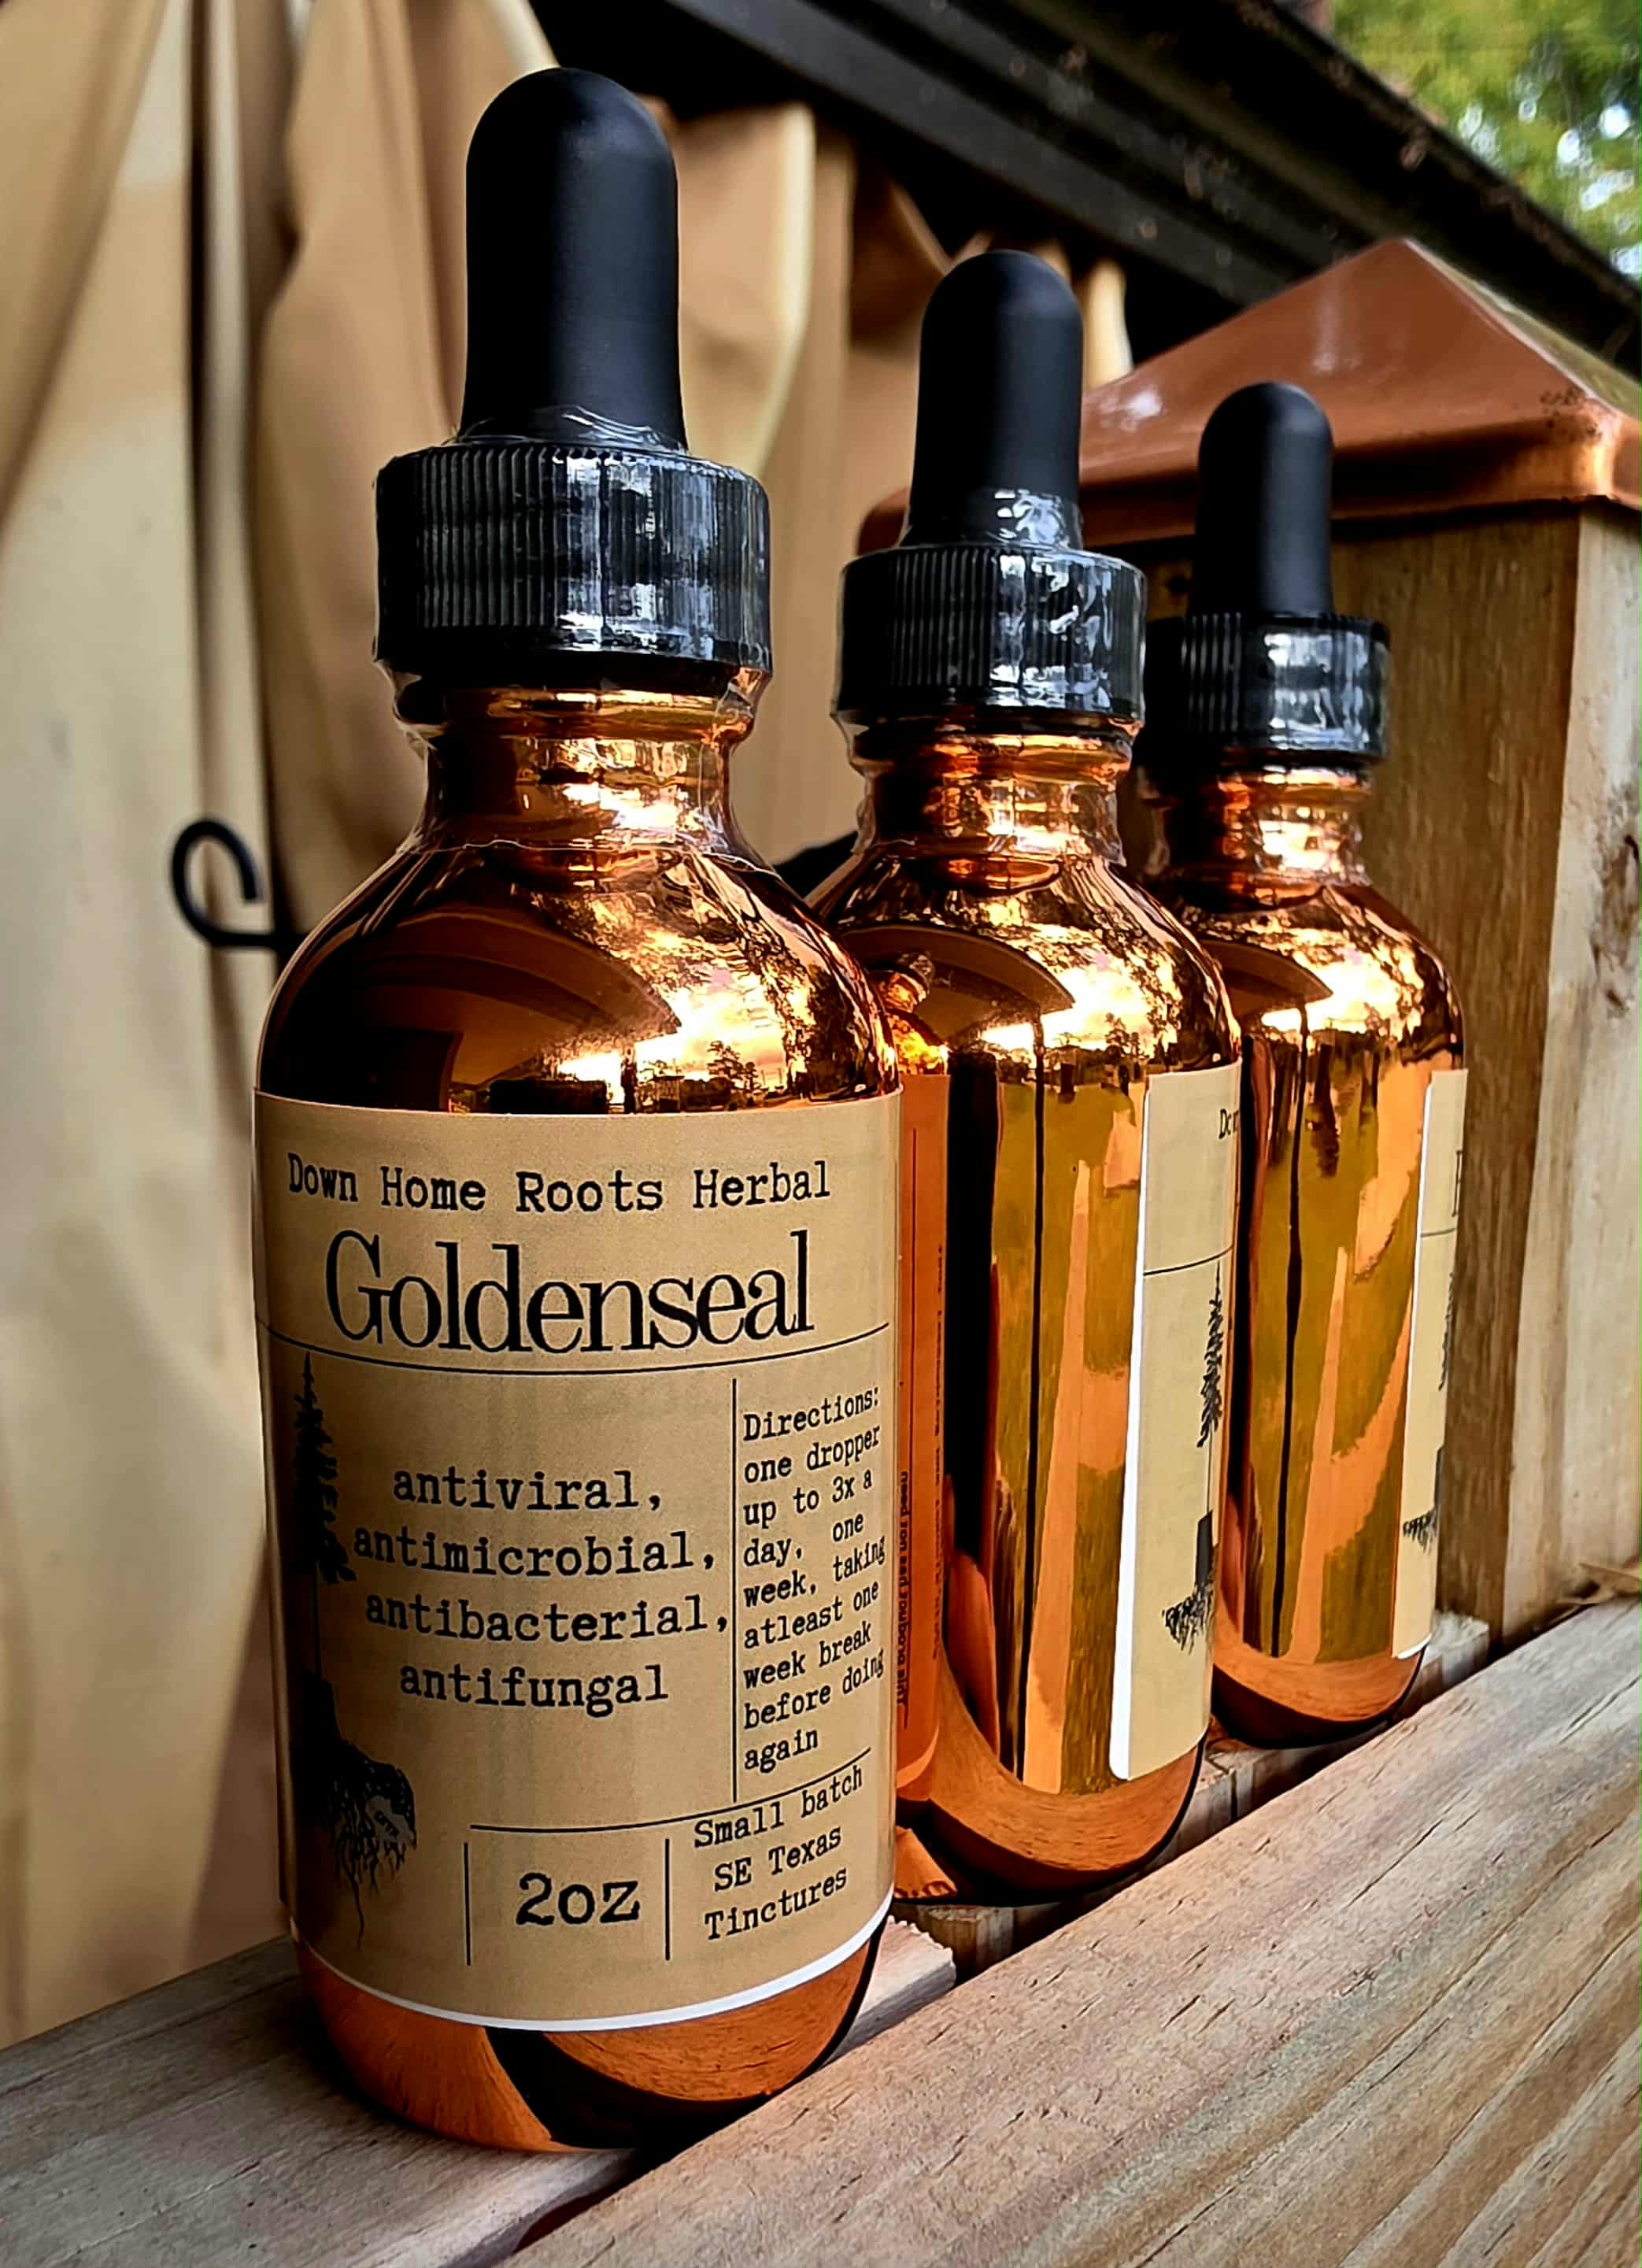 Down Home Roots Herbal
Goldenseal
antiviral,
antimicrobial,
antibacterial,
antifungal
Directions:
one dropper
up to 3x a
day, one
week, taking
atleast one
week break
before doing
again
2oz
Small batch
SE Texas
Tinctures